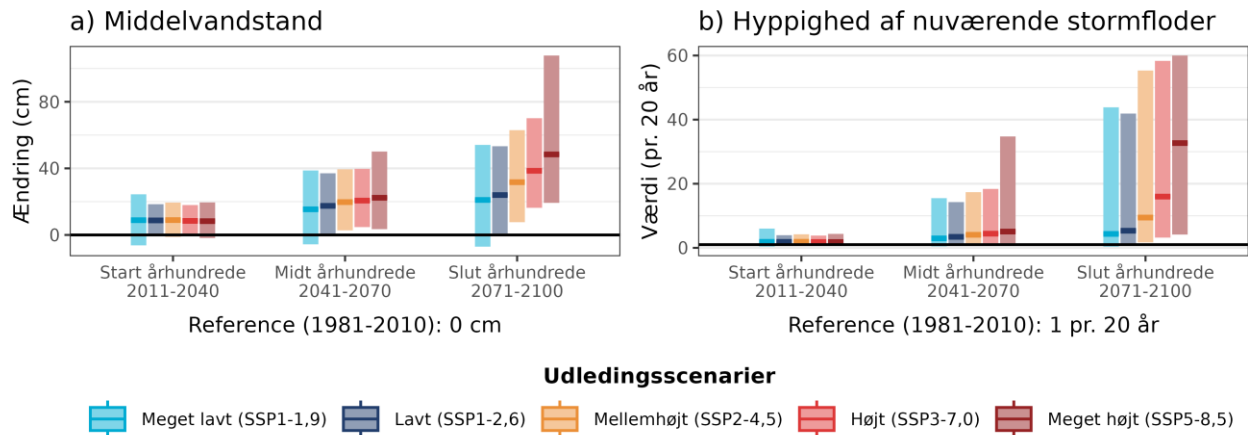 a) Middelvandstand
Ændring (cm)
80
40
0
Start århundrede
2011-2040
Midt århundrede
2041-2070
Slut århundrede
2071-2100
Reference (1981-2010): 0 cm
b) Hyppighed af nuværende stormfloder
Værdi (pr. 20 år)
60
40
20
0
Start århundrede
2011-2040
Midt århundrede
2041-2070
Slut århundrede
2071-2100
Reference (1981-2010): 1 pr. 20 år
Udledingsscenarier
Meget lavt (SSP1-1,9)
Lavt (SSP1-2,6)
Mellemhøjt (SSP2-4,5)
Højt (SSP3-7,0)
Meget højt (SSP5-8,5)